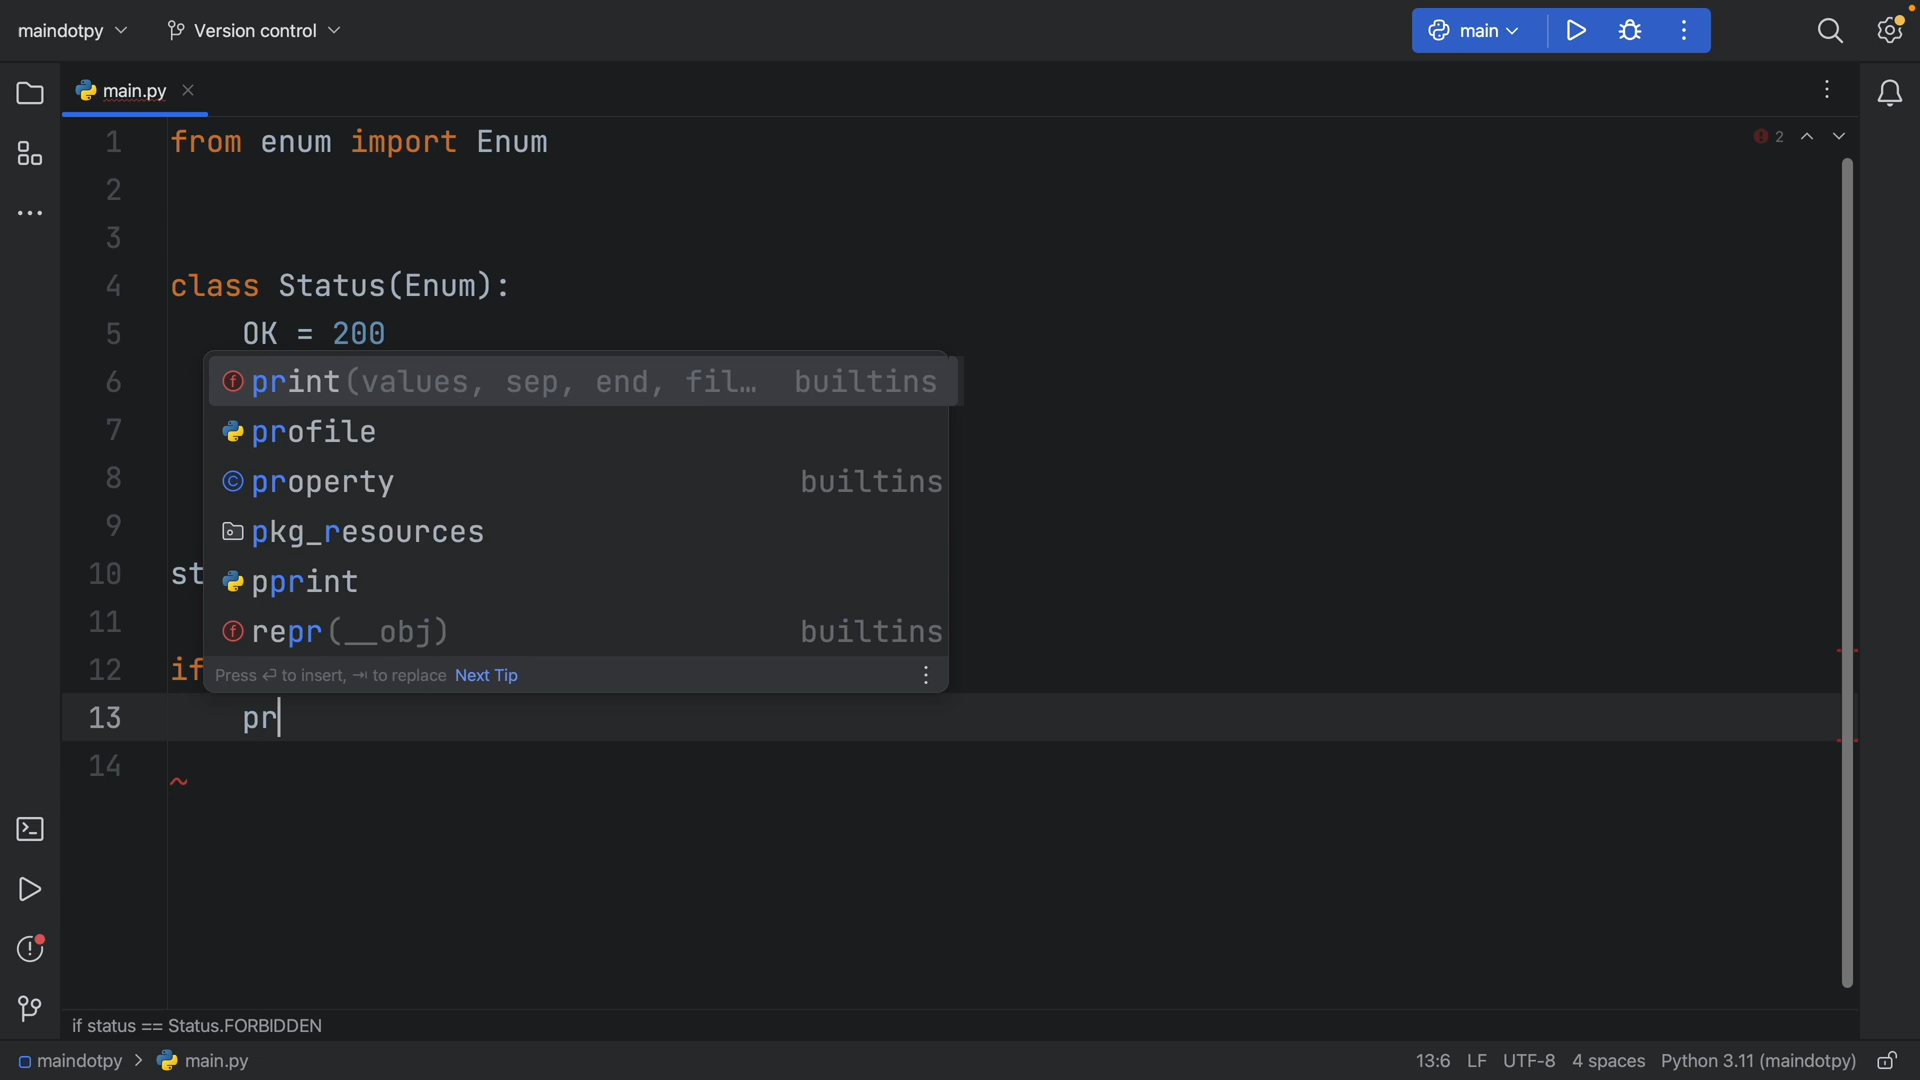 maindotpy Version control main
main.py
1 from enum import Enum 2
2
3
4 class Status(Enum):
5 OK = 200
6 print(values, sep, end, fil… builtins
7 profile
8 property builtins
9 pkg_resources
10 st pprint
11 repr(__obj) builtins
12 if Press ⏎ to insert, ⇥ to replace Next Tip
13 pr
14
if status == Status.FORBIDDEN
maindotpy > main.py 13:6 LF UTF-8 4 spaces Python 3.11 (maindotpy)